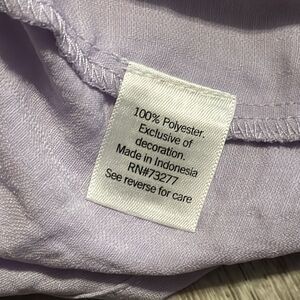 100% Polyester.
Exclusive of
decoration.
Made in Indonesia
RN#73277
See reverse for care